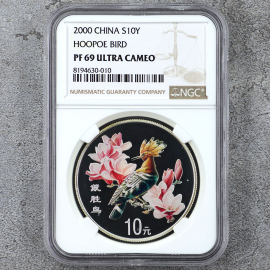 2000 CHINA S10Y
HOOPOE BIRD
PF 69 ULTRA CAMEO
8194630-010
NUMISMATIC GUARANTY COMPANY
NGC
戴胜鸟
10元